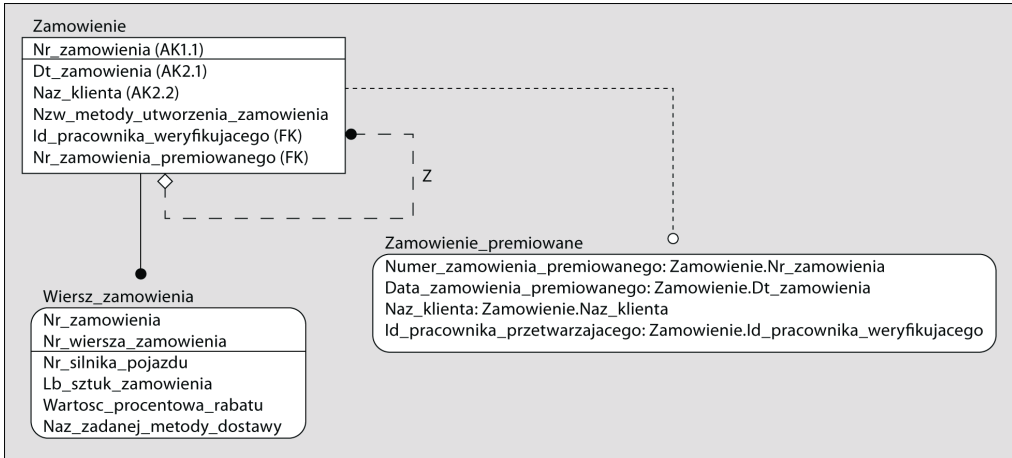 Zamowienie
Nr_zamowienia (AK1.1)
Dt_zamowienia (AK2.1)
Naz_klienta (AK2.2)
Nzw_metody_utworzenia_zamowienia
Id_pracownika_weryfikujacego (FK)
Nr_zamowienia_premiowanego (FK)
Z
Zamowienie_premiowane
Numer_zamowienia_premiowanego: Zamowienie.Nr_zamowienia
Data_zamowienia_premiowanego: Zamowienie.Dt_zamowienia
Naz_klienta: Zamowienie.Naz_klienta
Id_pracownika_przetwarzajacego: Zamowienie.Id_pracownika_weryfikujacego
Wiersz_zamowienia
Nr_zamowienia
Nr_wiersza_zamowienia
Nr_silnika_pojazdu
Lb_sztuk_zamowienia
Wartosc_procentowa_rabatu
Naz_zadanej_metody_dostawy